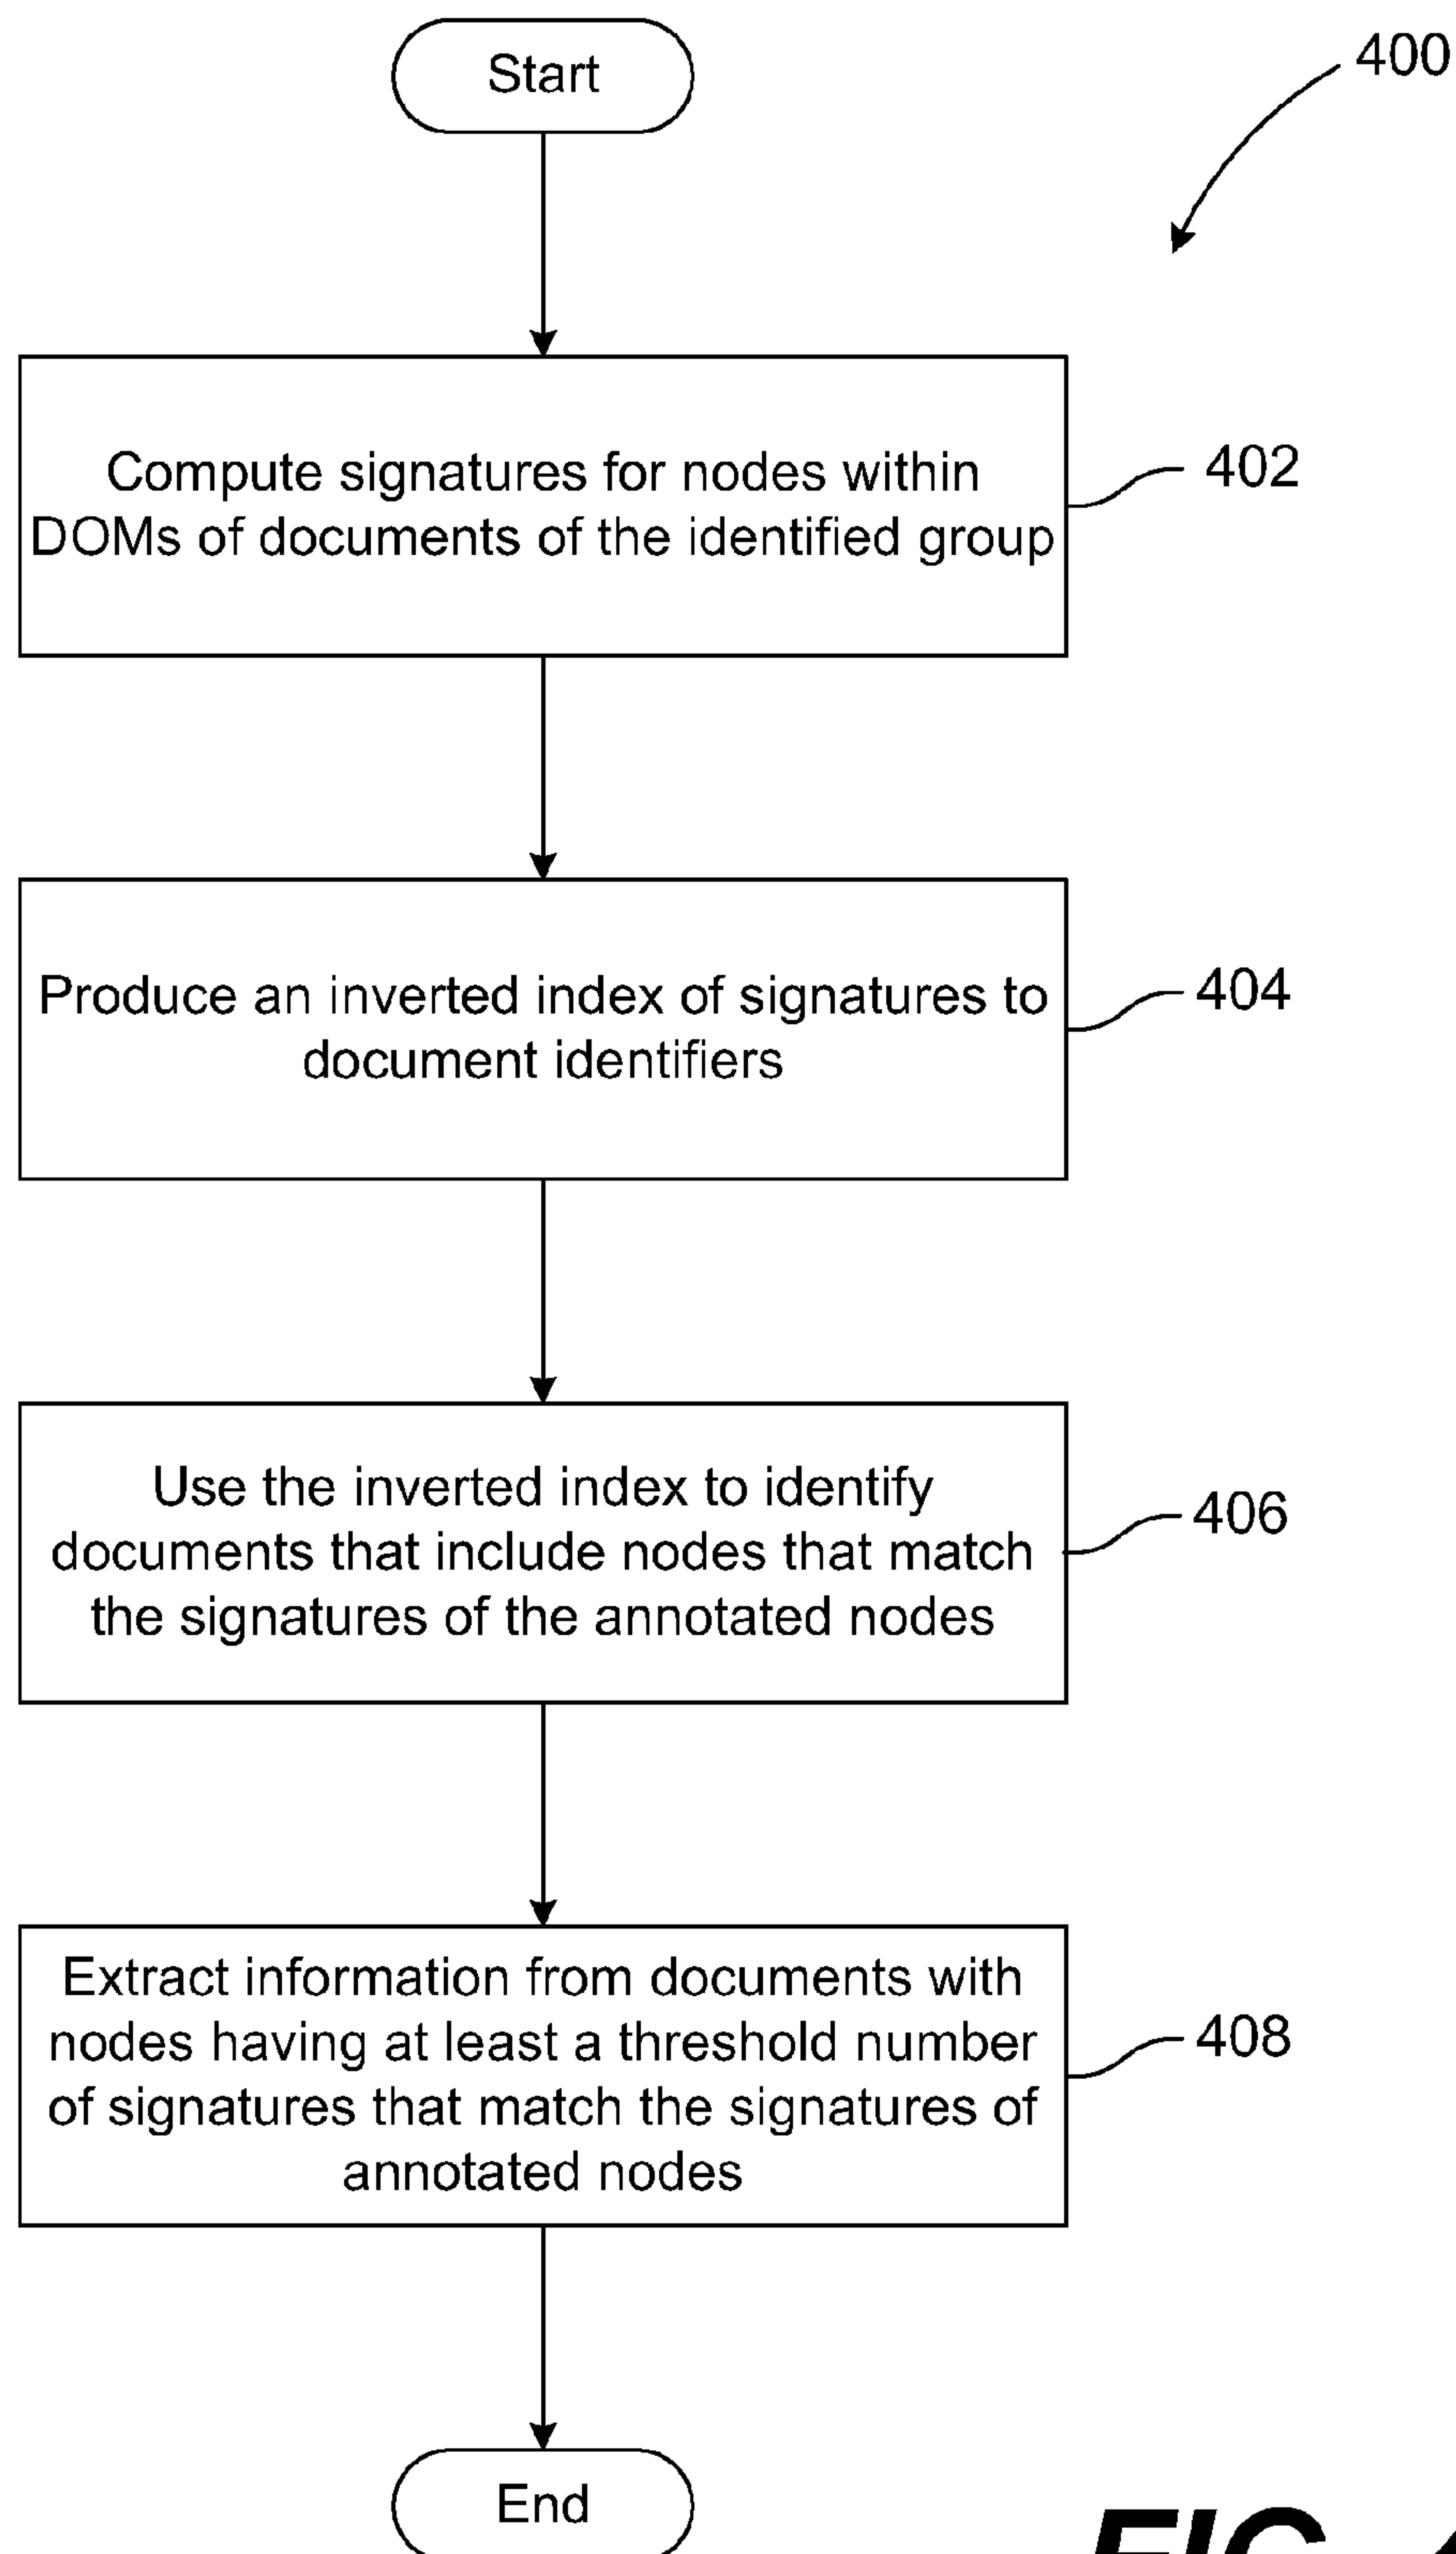 Start
400
Compute signatures for nodes within
DOMs of documents of the identified group
402
Produce an inverted index of signatures to
document identifiers
404
Use the inverted index to identify
documents that include nodes that match
the signatures of the annotated nodes
406
Extract information from documents with
nodes having at least a threshold number
of signatures that match the signatures of
annotated nodes
408
End
FIG.